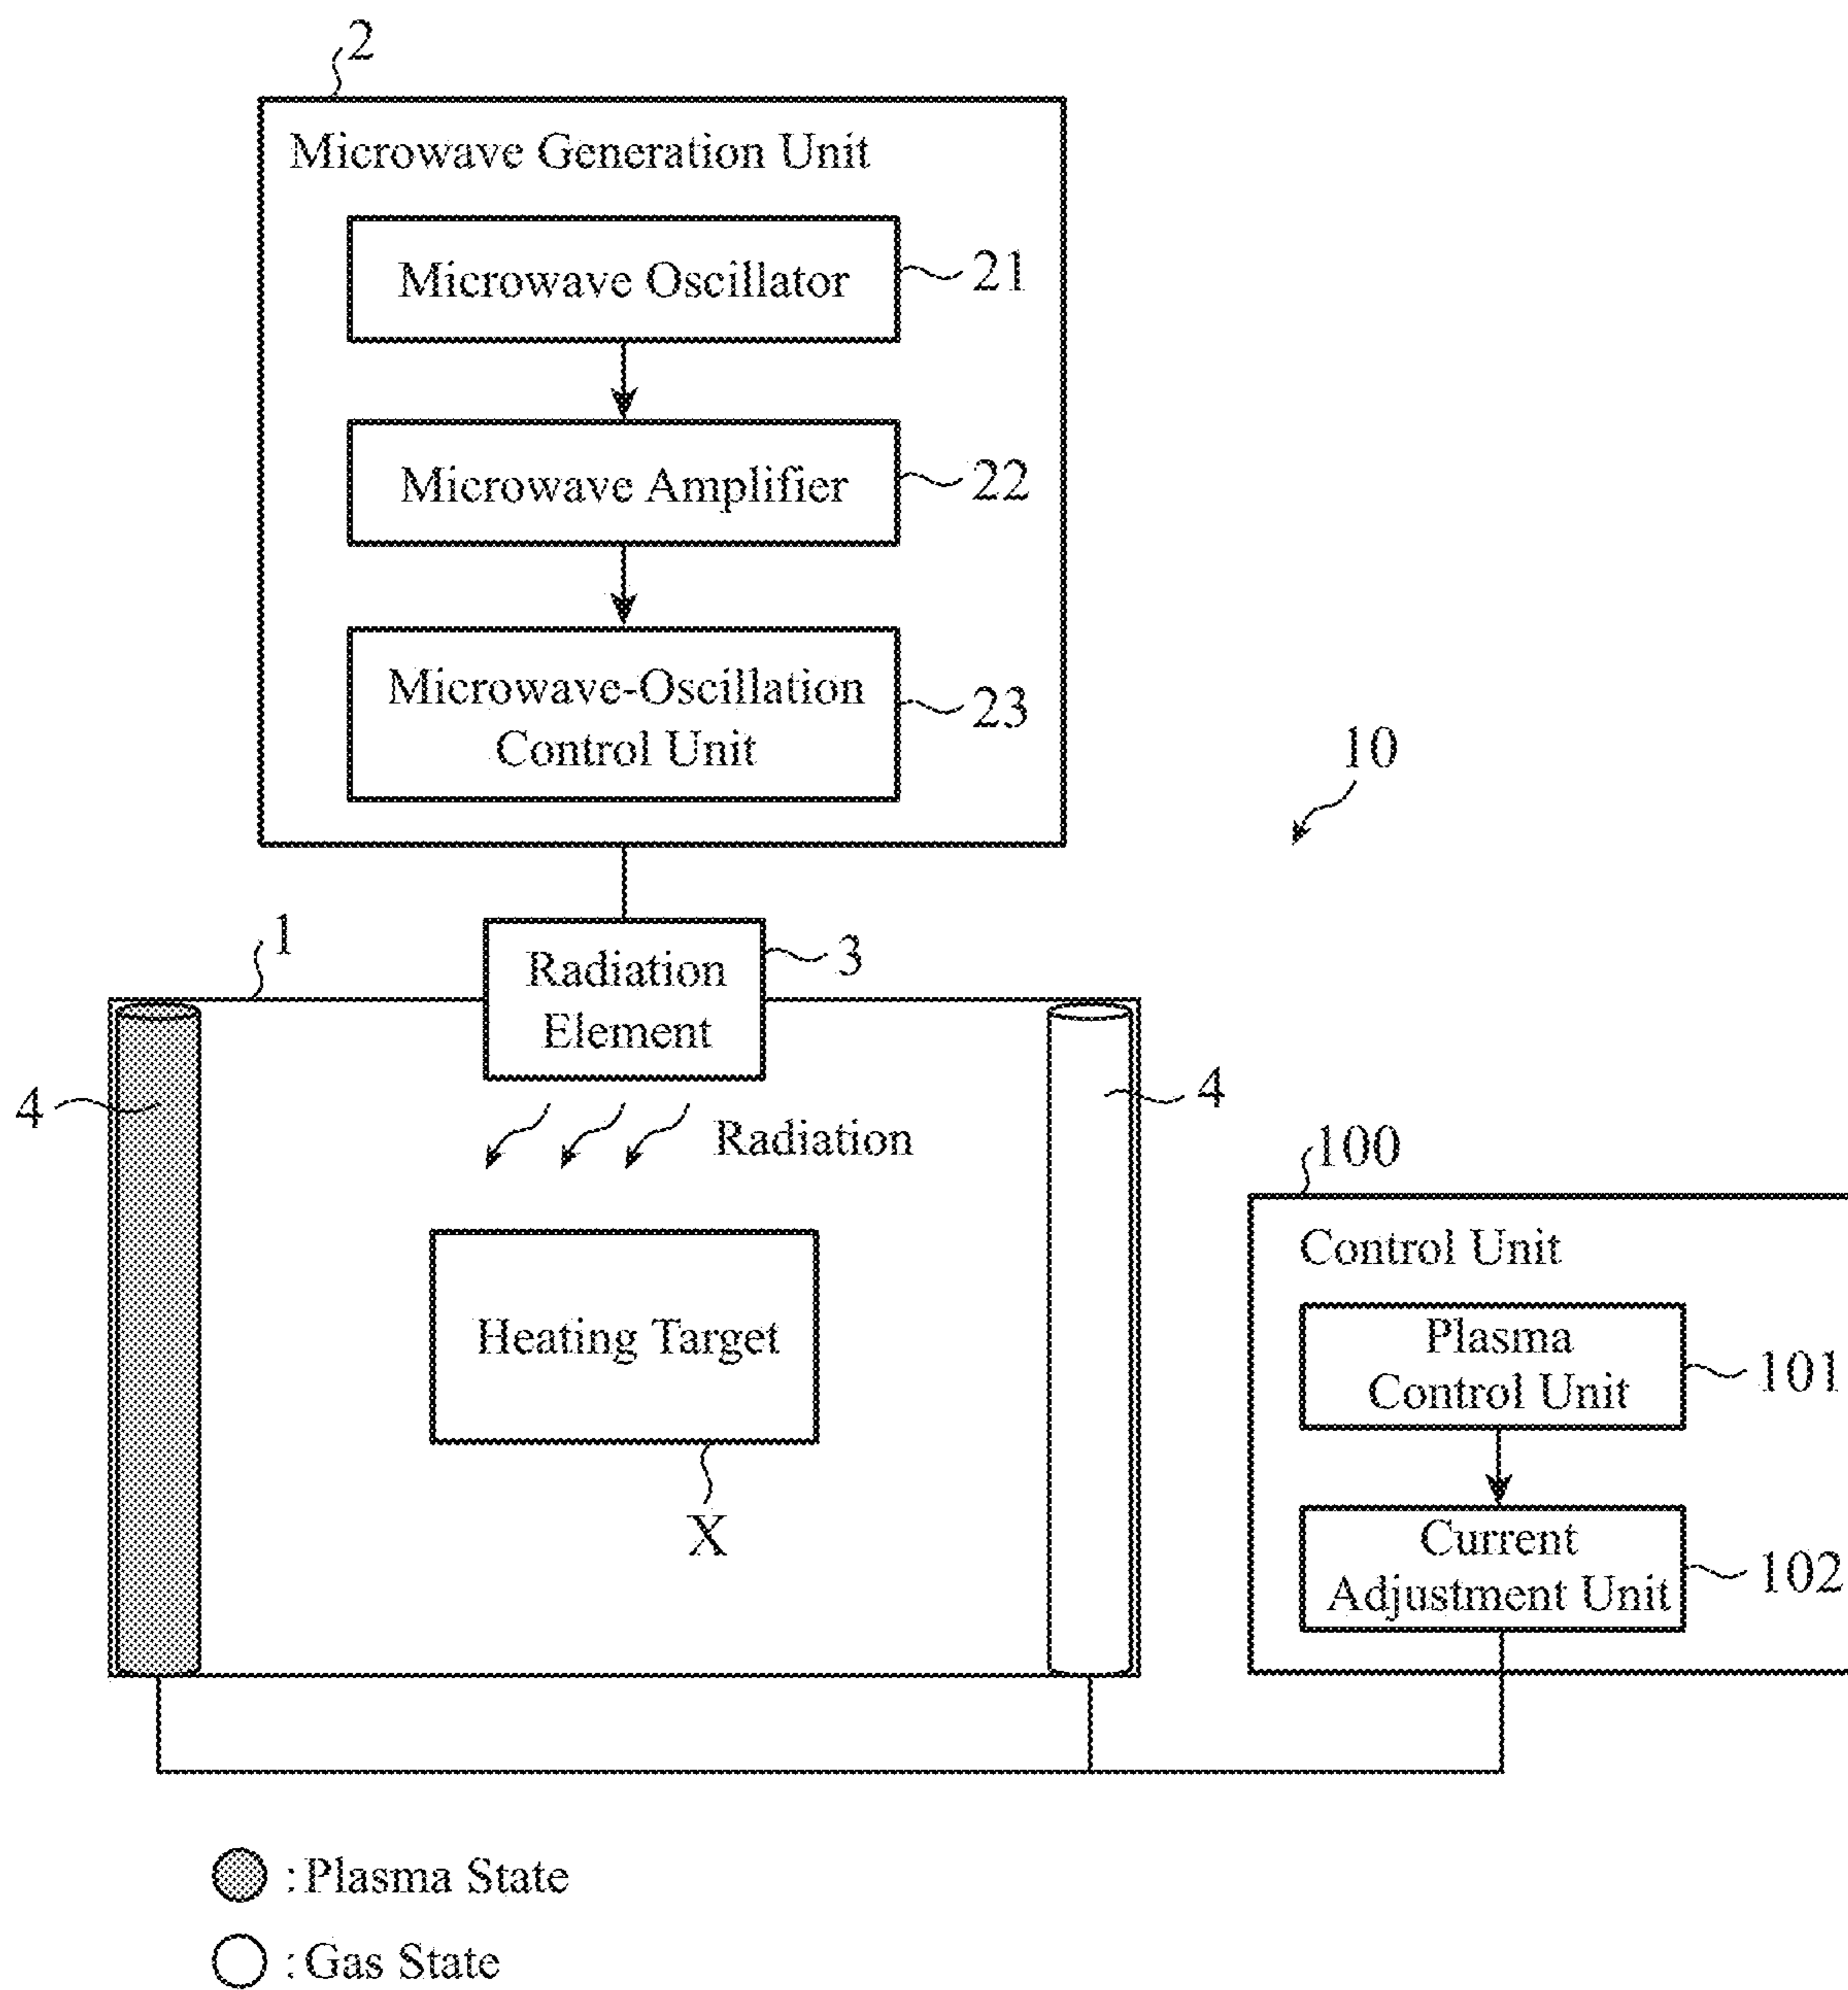 2
Microwave Generation Unit
Microwave Oscillator
21
Microwave Amplifier
22
Microwave-Oscillation
Control Unit
23
10
1
Radiation
Element
3
4
4
Radiation
100
Control Unit
Heating Target
X
Plasma
Control Unit
101
Current
Adjustment Unit
102
: Plasma State
: Gas State